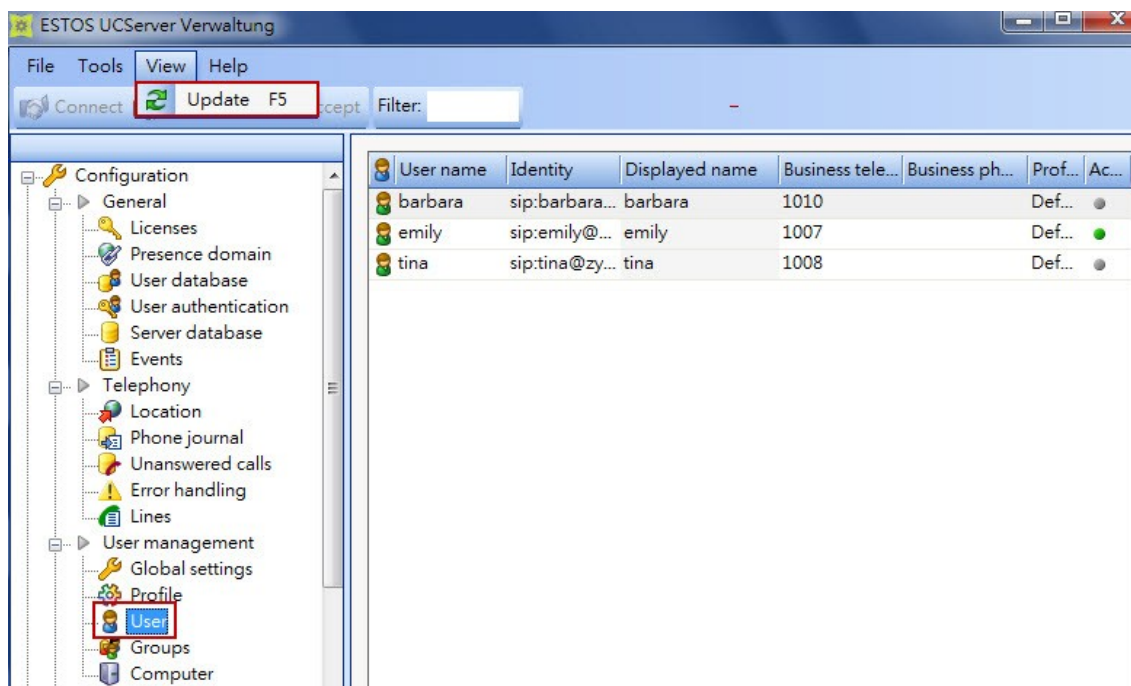 ESTOS UCServer Verwaltung
File Tools View Help
Connect Update F5 ccept Filter:
Configuration
General
Licenses
Presence domain
User database
User authentication
Server database
Events
Telephony
Location
Phone journal
Unanswered calls
Error handling
Lines
User management
Global settings
Profile
User
Groups
Computer
User name Identity Displayed name Business tele... Business ph... Prof... Ac...
barbara sip:barbara... barbara 1010 Def...
emily sip:emily@... emily 1007 Def...
tina sip:tina@zy... tina 1008 Def...